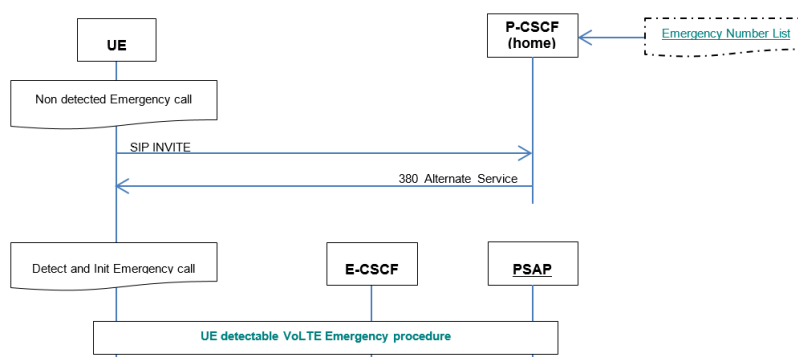 UE
P-CSCF
(home)
Emergency Number List
Non detected Emergency call
SIP INVITE
380 Alternate Service
Detect and Init Emergency call
E-CSCF
PSAP
UE detectable VoLTE Emergency procedure